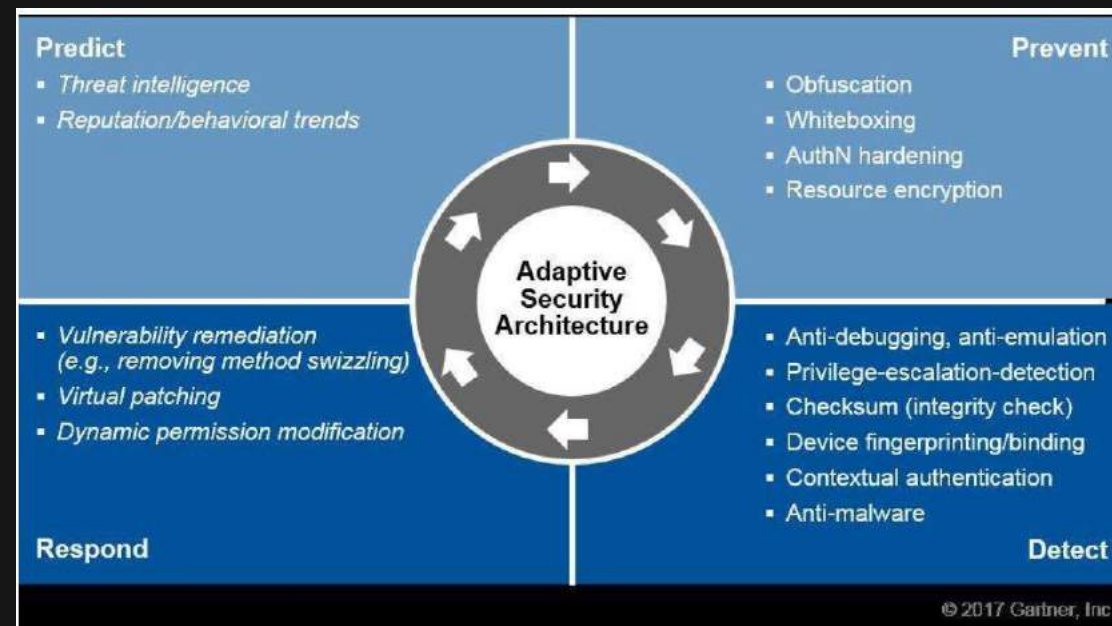 Predict
▪ Threat intelligence
▪ Reputation/behavioral trends
Prevent
▪ Obfuscation
▪ Whiteboxing
▪ AuthN hardening
▪ Resource encryption
Adaptive
Security
Architecture
▪ Vulnerability remediation
(e.g., removing method swizzling)
▪ Virtual patching
▪ Dynamic permission modification
Respond
▪ Anti-debugging, anti-emulation
▪ Privilege-escalation-detection
▪ Checksum (integrity check)
▪ Device fingerprinting/binding
▪ Contextual authentication
▪ Anti-malware
Detect
© 2017 Gartner, Inc